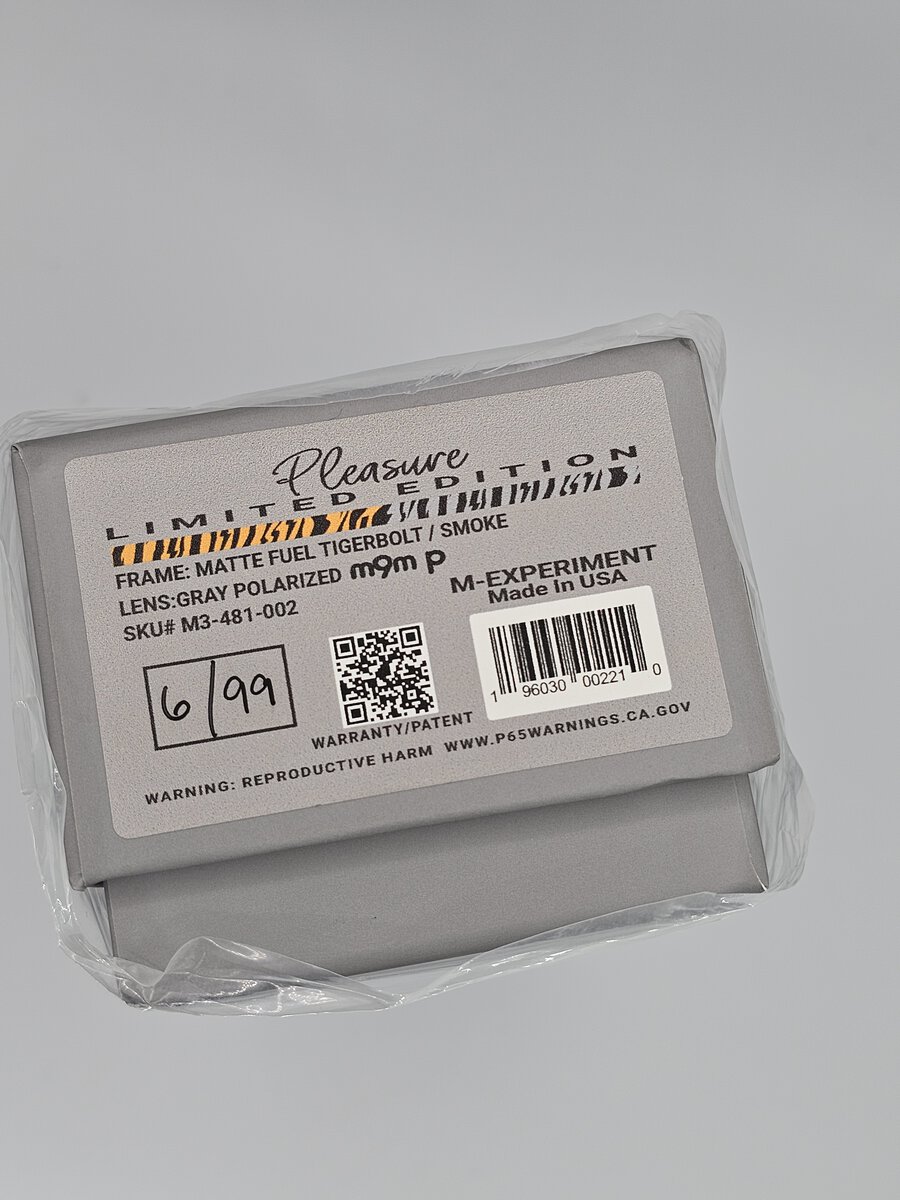 Pleasure
LIMITED EDITION
FRAME: MATTE FUEL TIGERBOLT / SMOKE
LENS:GRAY POLARIZED m9m p
SKU# M3-481-002
M-EXPERIMENT
Made In USA
6/99
1 96030 00221 0
WARRANTY/PATENT
WARNING: REPRODUCTIVE HARM WWW.P65WARNINGS.CA.GOV